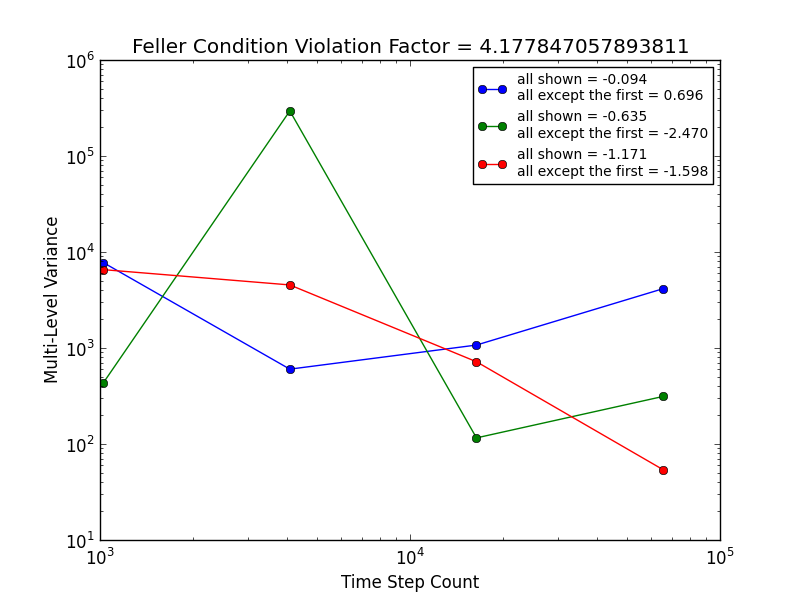 Feller Condition Violation Factor = 4.177847057893811
all shown = -0.094
all except the first = 0.696
all shown = -0.635
all except the first = -2.470
all shown = -1.171
all except the first = -1.598
Multi-Level Variance
10^6
10^5
10^4
10^3
10^2
10^1
10^3
10^4
10^5
Time Step Count